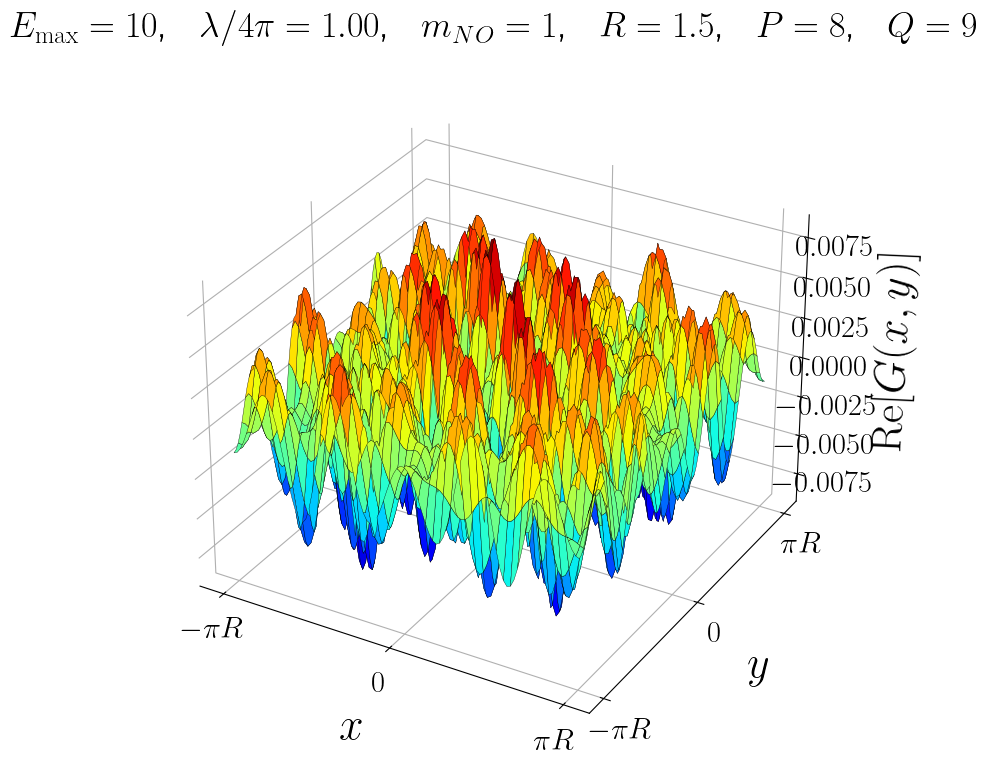 E_max = 10, λ/4π = 1.00, m_NO = 1, R = 1.5, P = 8, Q = 9
0.0075
0.0050
0.0025
0.0000
−0.0025
−0.0050
−0.0075
Re[G(x, y)]
−πR
0
πR
x
−πR
0
πR
y